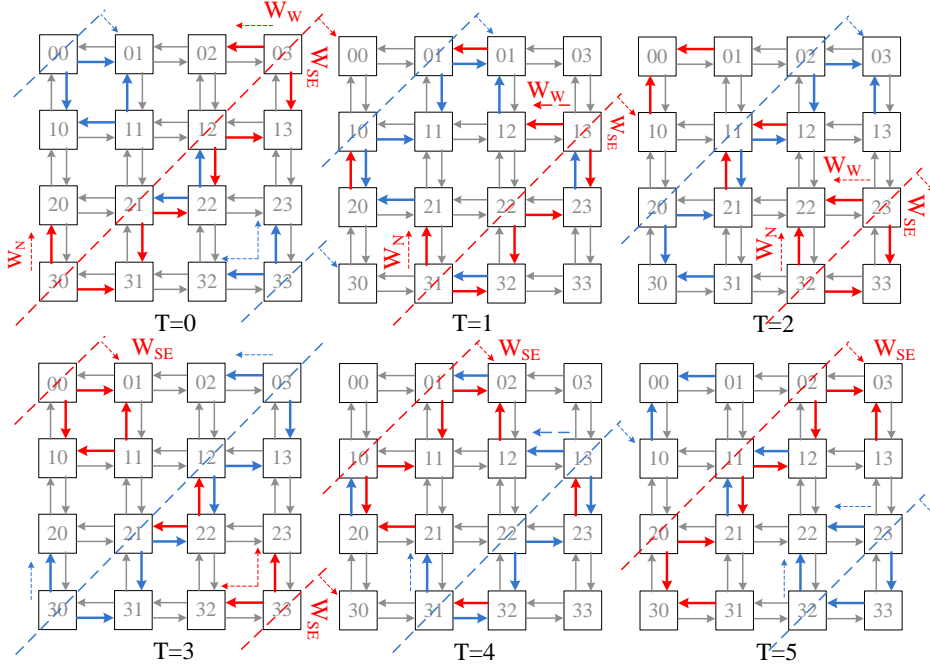 W_W
00 01 02 03
W_SE
10 11 12 13
20 21 22 23
W_N
30 31 32 33
T=0
00 01 01 03
W_W
10 11 12 13
W_SE
20 21 22 23
W_N
30 31 32 33
T=1
00 01 02 03
10 11 12 13
W_W
20 21 22 23
W_SE
W_N
30 31 32 33
T=2
W_SE
00 01 02 03
10 11 12 13
20 21 22 23
30 31 32 33
W_SE
T=3
W_SE
00 01 02 03
10 11 12 13
20 21 22 23
30 31 32 33
T=4
W_SE
00 01 02 03
10 11 12 13
20 21 22 23
30 31 32 33
T=5